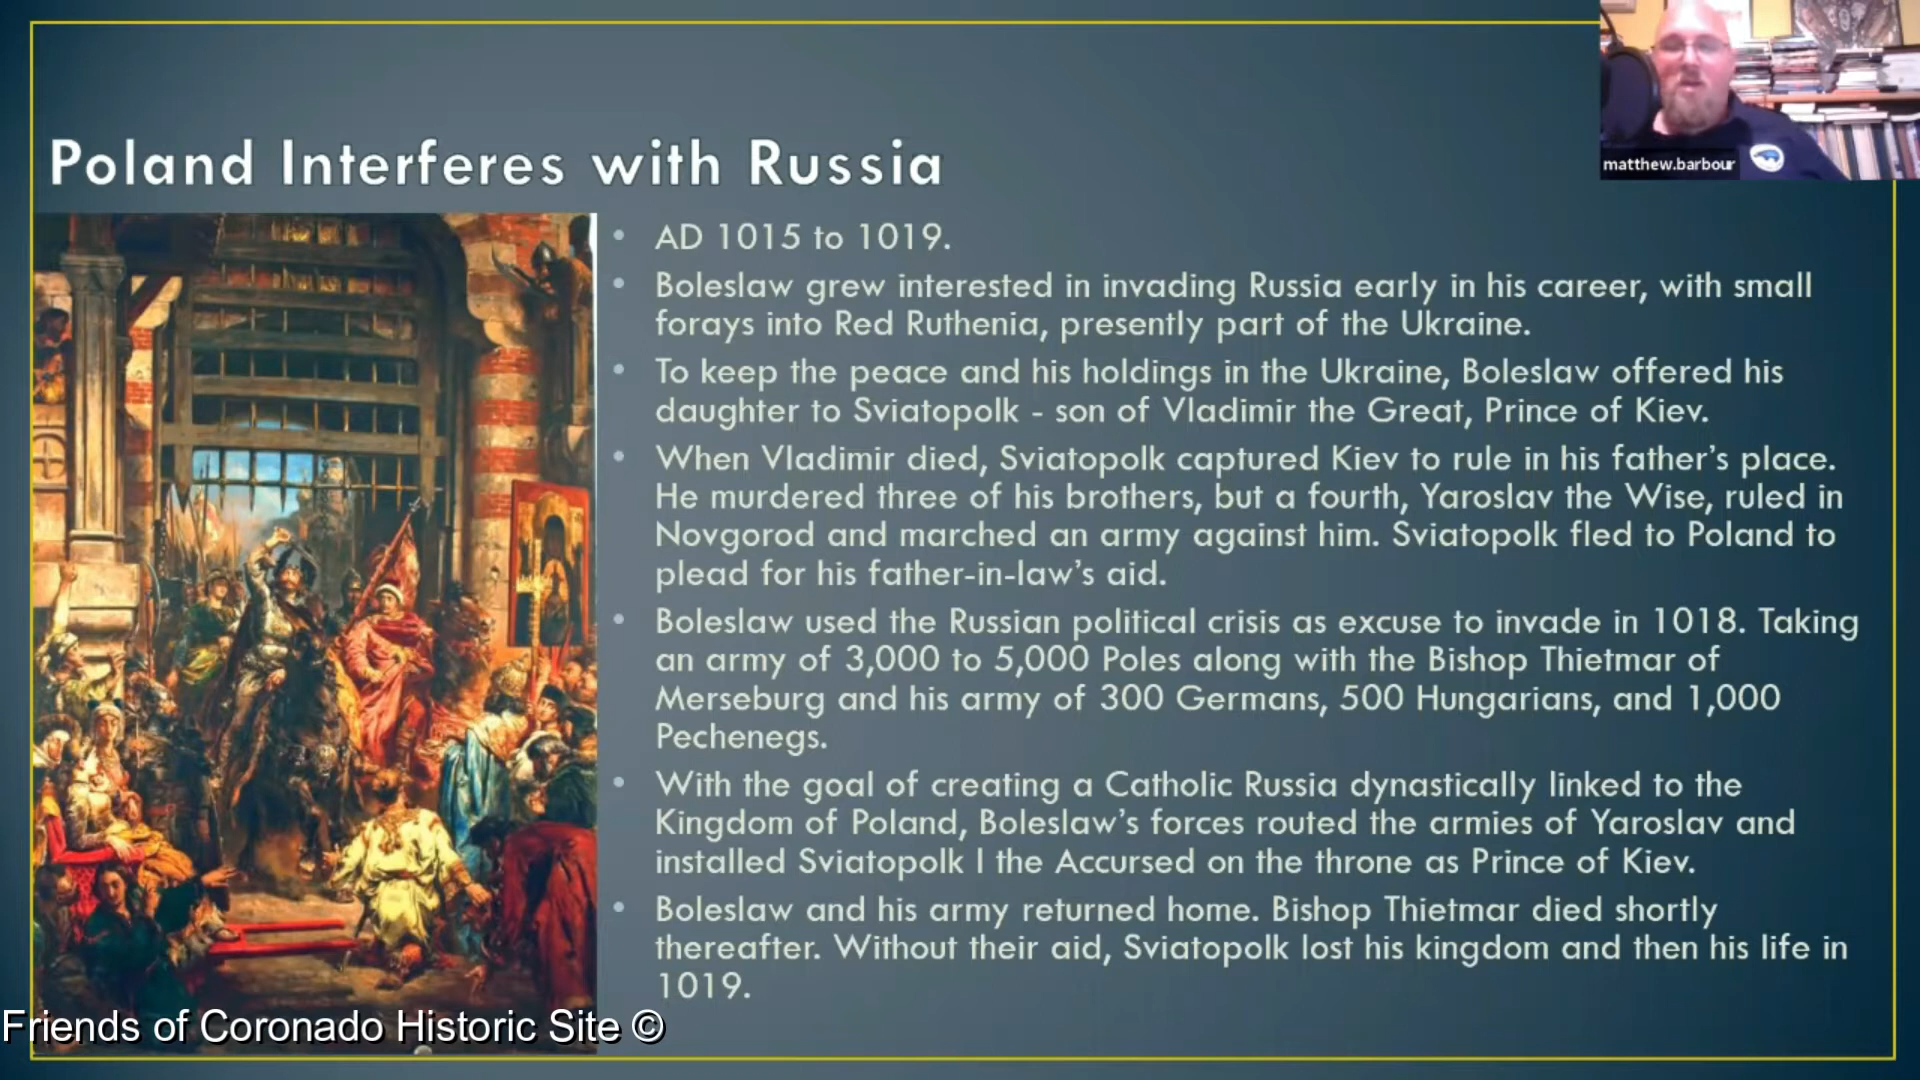 matthew.barbour
Poland Interferes with Russia
• AD 1015 to 1019.
• Boleslaw grew interested in invading Russia early in his career, with small
forays into Red Ruthenia, presently part of the Ukraine.
• To keep the peace and his holdings in the Ukraine, Boleslaw offered his
daughter to Sviatopolk - son of Vladimir the Great, Prince of Kiev.
• When Vladimir died, Sviatopolk captured Kiev to rule in his father's place.
He murdered three of his brothers, but a fourth, Yaroslav the Wise, ruled in
Novgorod and marched an army against him. Sviatopolk fled to Poland to
plead for his father-in-law's aid.
• Boleslaw used the Russian political crisis as excuse to invade in 1018. Taking
an army of 3,000 to 5,000 Poles along with the Bishop Thietmar of
Merseburg and his army of 300 Germans, 500 Hungarians, and 1,000
Pechenegs.
• With the goal of creating a Catholic Russia dynastically linked to the
Kingdom of Poland, Boleslaw's forces routed the armies of Yaroslav and
installed Sviatopolk I the Accursed on the throne as Prince of Kiev.
• Boleslaw and his army returned home. Bishop Thietmar died shortly
thereafter. Without their aid, Sviatopolk lost his kingdom and then his life in
1019.
Friends of Coronado Historic Site ©